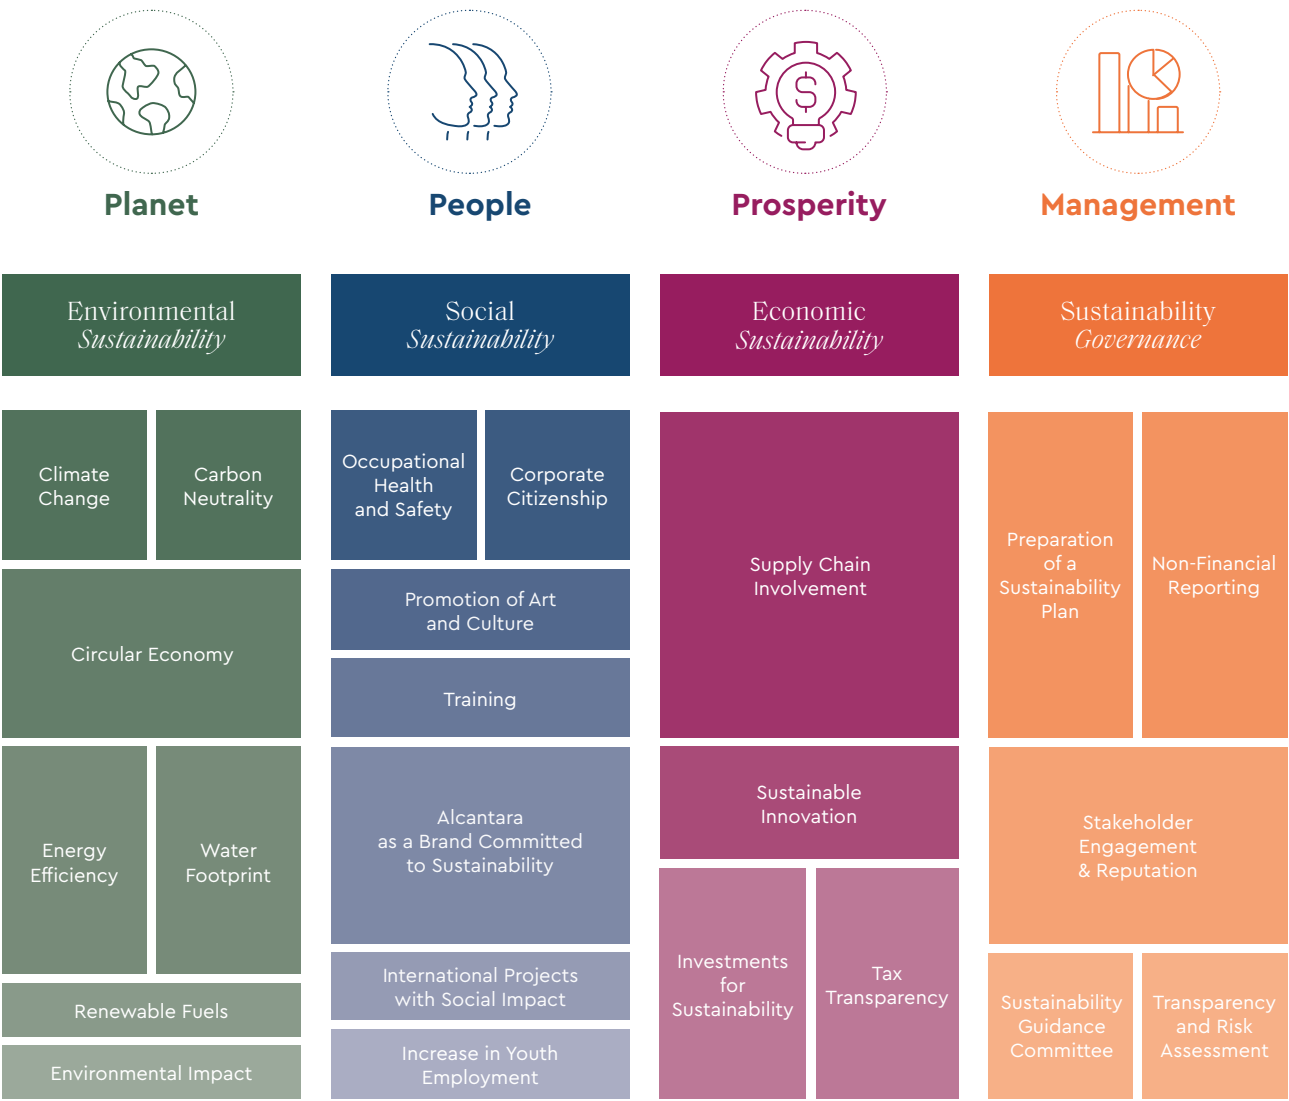 Planet
People
Prosperity
Management
Environmental
Sustainability
Social
Sustainability
Economic
Sustainability
Sustainability
Governance
Climate
Change
Carbon
Neutrality
Circular Economy
Energy
Efficiency
Water
Footprint
Renewable Fuels
Environmental Impact
Occupational
Health
and Safety
Corporate
Citizenship
Promotion of Art
and Culture
Training
Alcantara
as a Brand Committed
to Sustainability
International Projects
with Social Impact
Increase in Youth
Employment
Supply Chain
Involvement
Sustainable
Innovation
Investments
for
Sustainability
Tax
Transparency
Preparation
of a
Sustainability
Plan
Non-Financial
Reporting
Stakeholder
Engagement
& Reputation
Sustainability
Guidance
Committee
Transparency
and Risk
Assessment